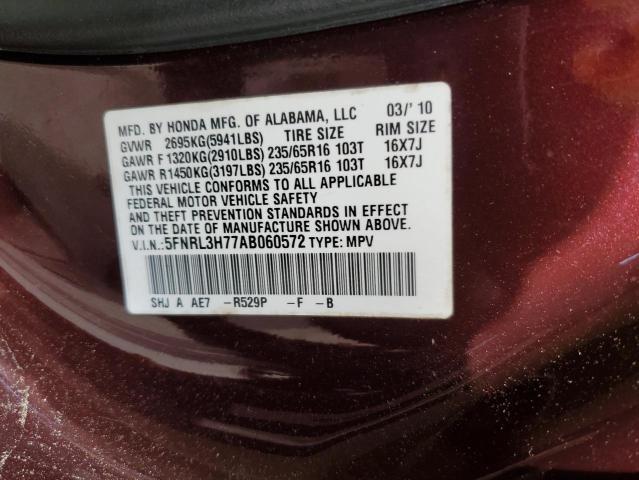 MFD. BY HONDA MFG. OF ALABAMA, LLC 03/'10
GVWR 2695KG(5941LBS) TIRE SIZE RIM SIZE
GAWR F 1320KG(2910LBS) 235/65R16 103T 16X7J
GAWR R 1450KG(3197LBS) 235/65R16 103T 16X7J
THIS VEHICLE CONFORMS TO ALL APPLICABLE
FEDERAL MOTOR VEHICLE SAFETY
AND THEFT PREVENTION STANDARDS IN EFFECT
ON THE DATE OF MANUFACTURE SHOWN ABOVE.
V.I.N.:5FNRL3H77AB060572 TYPE: MPV
SHJ A AE7 -R529P -F -B